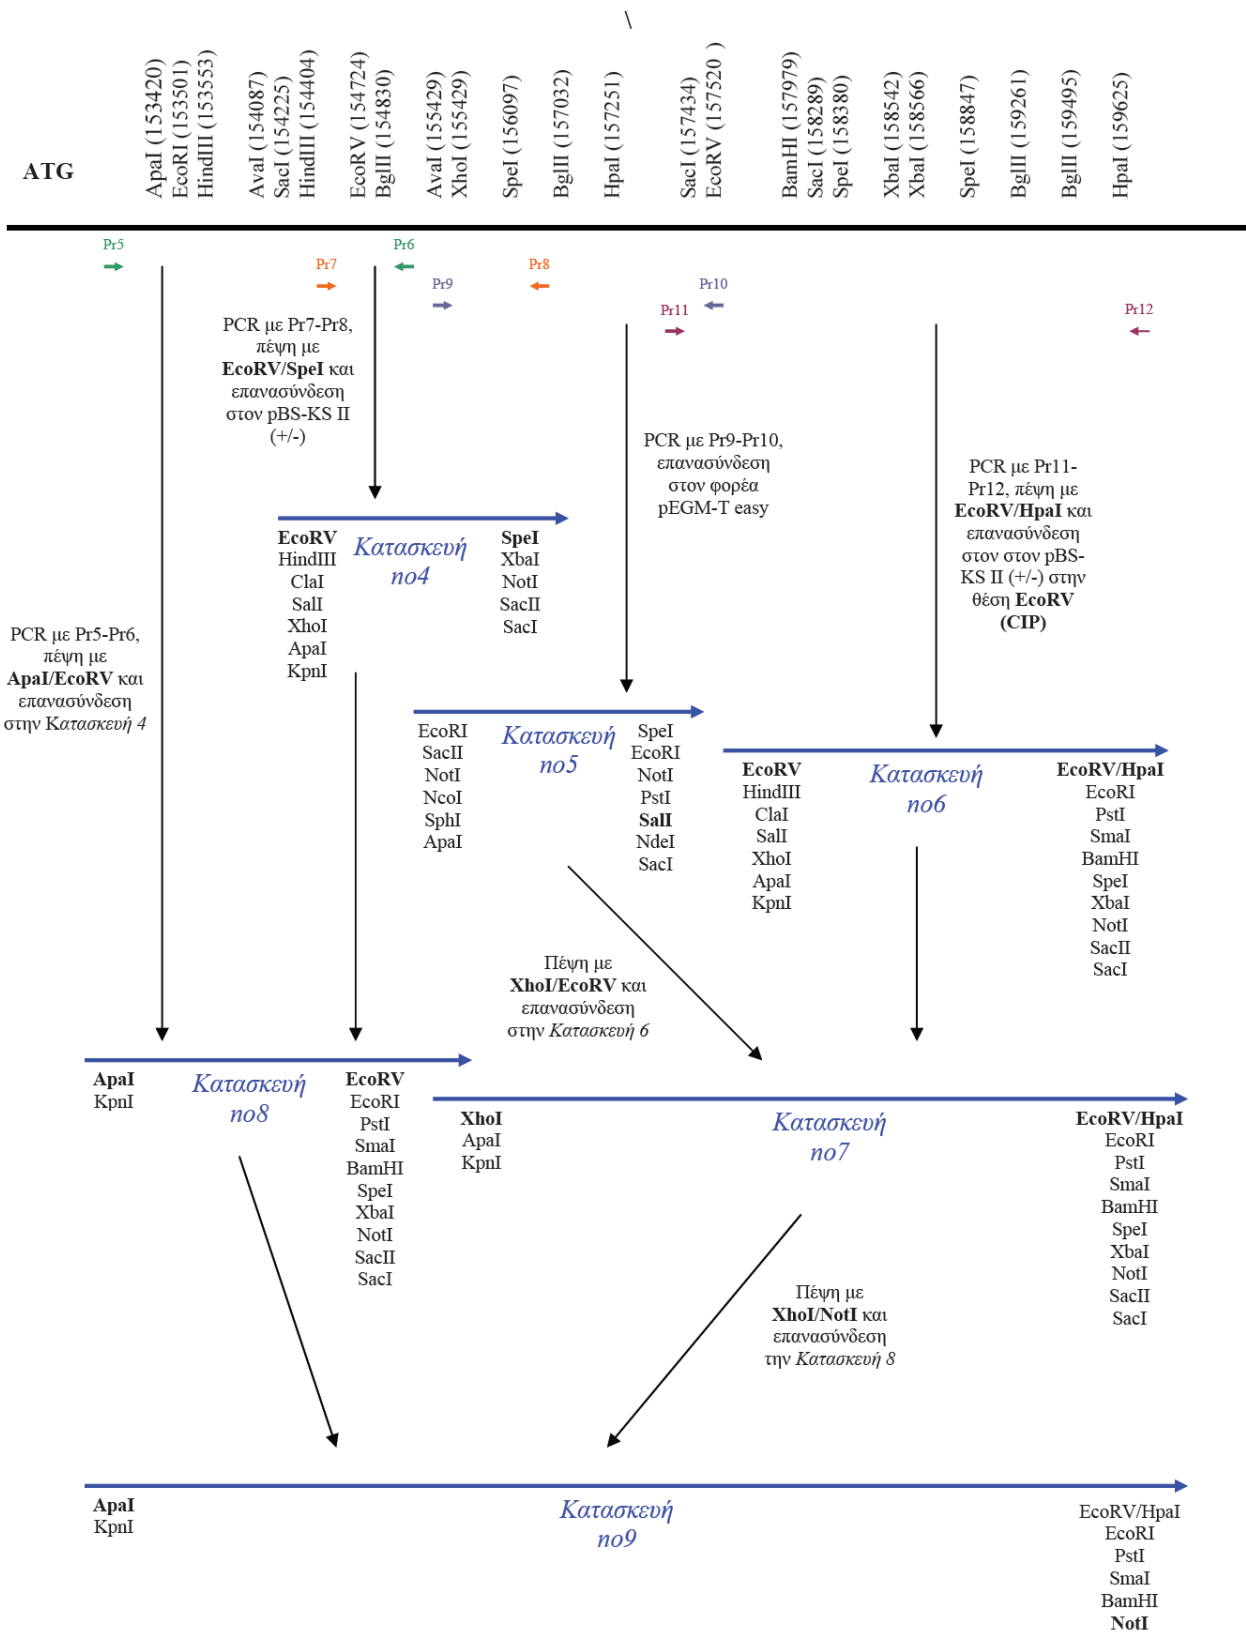 \
ATG
ApaI (153420)
EcoRI (153501)
HindIII (153553)
AvaI (154087)
SacI (154225)
HindIII (154404)
EcoRV (154724)
BglII (154830)
AvaI (155429)
XhoI (155429)
SpeI (156097)
BglII (157032)
HpaI (157251)
SacI (157434)
EcoRV (157520 )
BamHI (157979)
SacI (158289)
SpeI (158380)
XbaI (158542)
XbaI (158566)
SpeI (158847)
BglII (159261)
BglII (159495)
HpaI (159625)
Pr5
Pr6
Pr7
Pr8
Pr9
Pr10
Pr11
Pr12
PCR με Pr7-Pr8,
πέψη με
EcoRV/SpeI και
επανασύνδεση
στον pBS-KS II
(+/-)
PCR με Pr9-Pr10,
επανασύνδεση
στον φορέα
pEGM-T easy
PCR με Pr11-
Pr12, πέψη με
EcoRV/HpaI και
επανασύνδεση
στον στον pBS-
KS II (+/-) στην
θέση EcoRV
(CIP)
EcoRV
HindIII
ClaI
SalI
XhoI
ApaI
KpnI
Κατασκευή
no4
SpeI
XbaI
NotI
SacII
SacI
PCR με Pr5-Pr6,
πέψη με
ApaI/EcoRV και
επανασύνδεση
στην Κατασκευή 4
EcoRI
SacII
NotI
NcoI
SphI
ApaI
Κατασκευή
no5
SpeI
EcoRI
NotI
PstI
SalI
NdeI
SacI
EcoRV
HindIII
ClaI
SalI
XhoI
ApaI
KpnI
Κατασκευή
no6
EcoRV/HpaI
EcoRI
PstI
SmaI
BamHI
SpeI
XbaI
NotI
SacII
SacI
Πέψη με
XhoI/EcoRV και
επανασύνδεση
στην Κατασκευή 6
ApaI
KpnI
Κατασκευή
no8
EcoRV
EcoRI
PstI
SmaI
BamHI
SpeI
XbaI
NotI
SacII
SacI
XhoI
ApaI
KpnI
Κατασκευή
no7
EcoRV/HpaI
EcoRI
PstI
SmaI
BamHI
SpeI
XbaI
NotI
SacII
SacI
Πέψη με
XhoI/NotI και
επανασύνδεση
την Κατασκευή 8
ApaI
KpnI
Κατασκευή
no9
EcoRV/HpaI
EcoRI
PstI
SmaI
BamHI
NotI